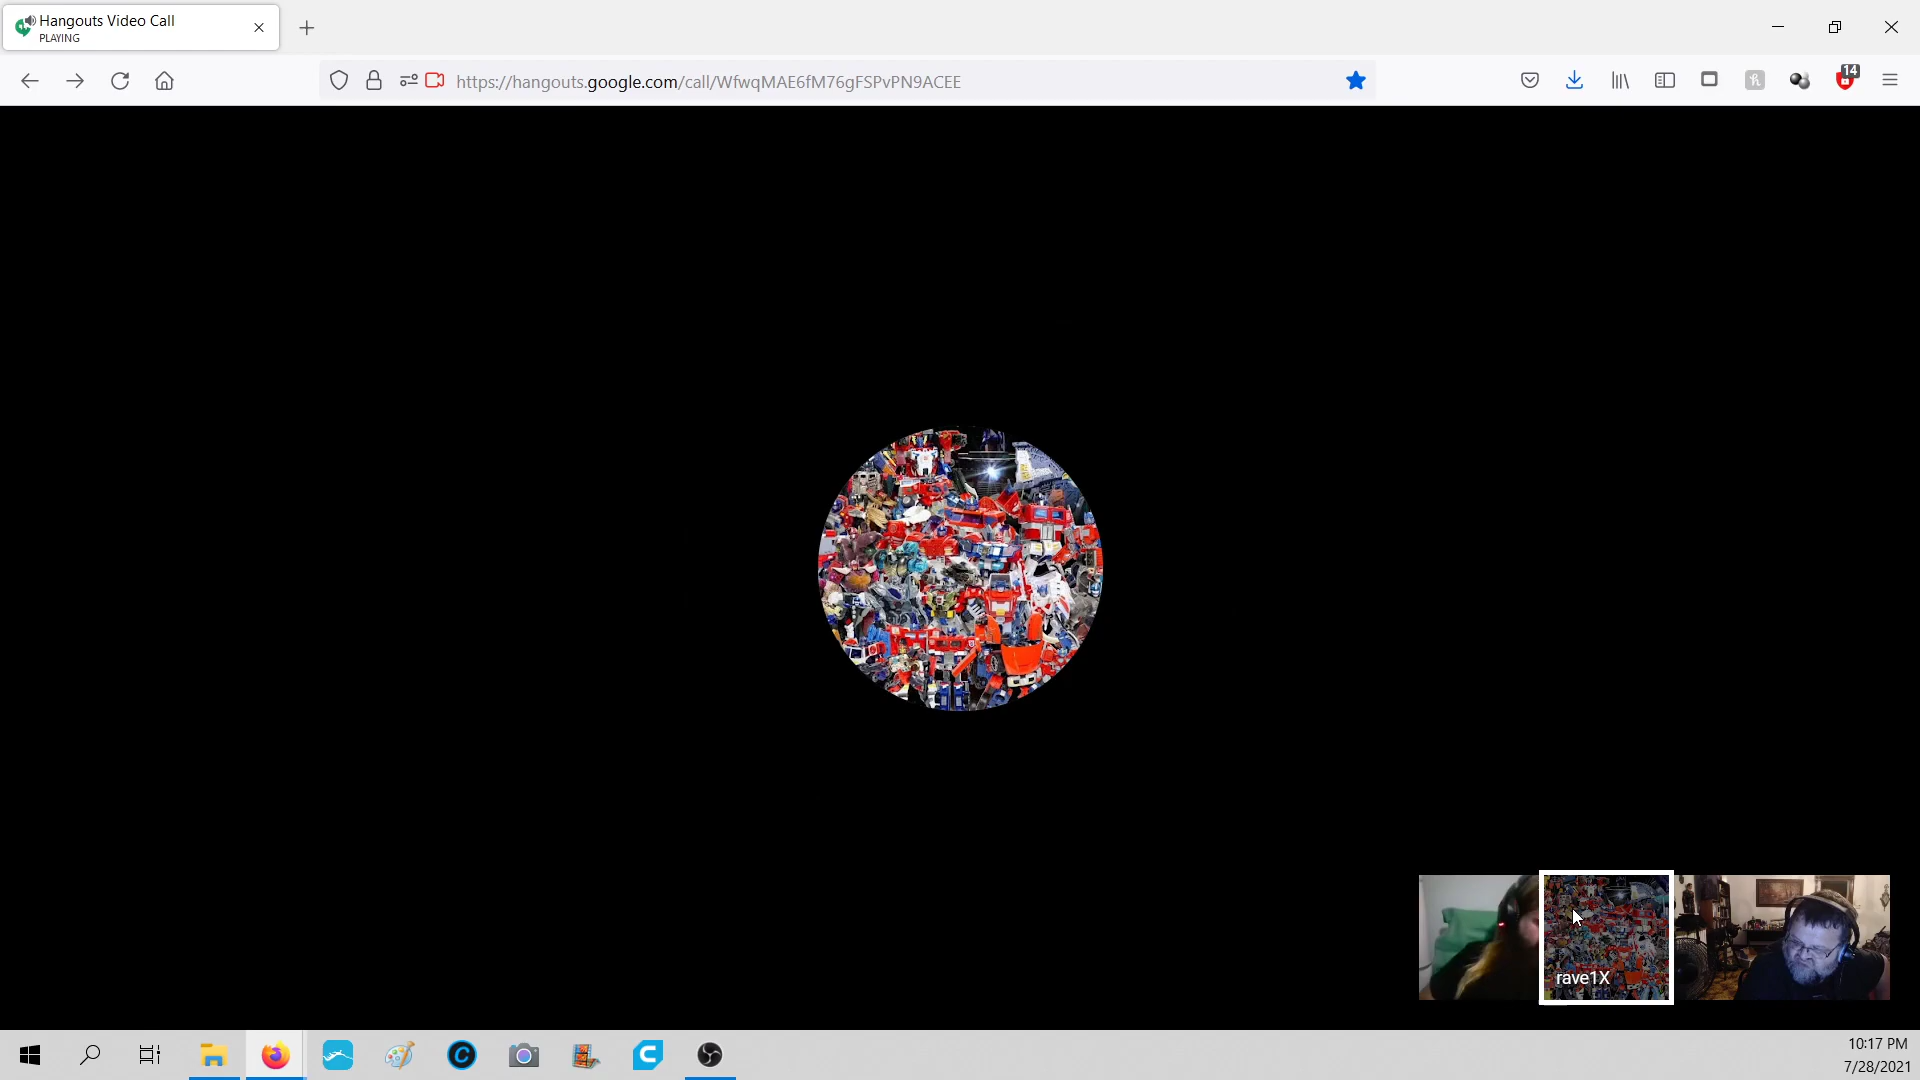 Hangouts Video Call
PLAYING
https://hangouts.google.com/call/WfwqMAE6fM76gFSPvPN9ACEE
14
rave1X
10:17 PM
7/28/2021